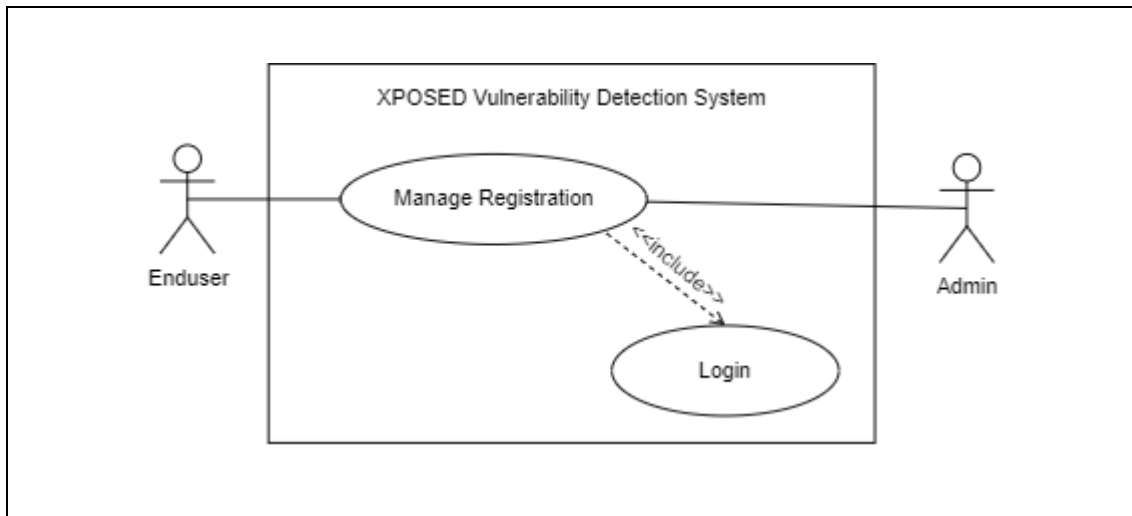 XPOSED Vulnerability Detection System
Manage Registration
<<include>>
Enduser
Admin
Login